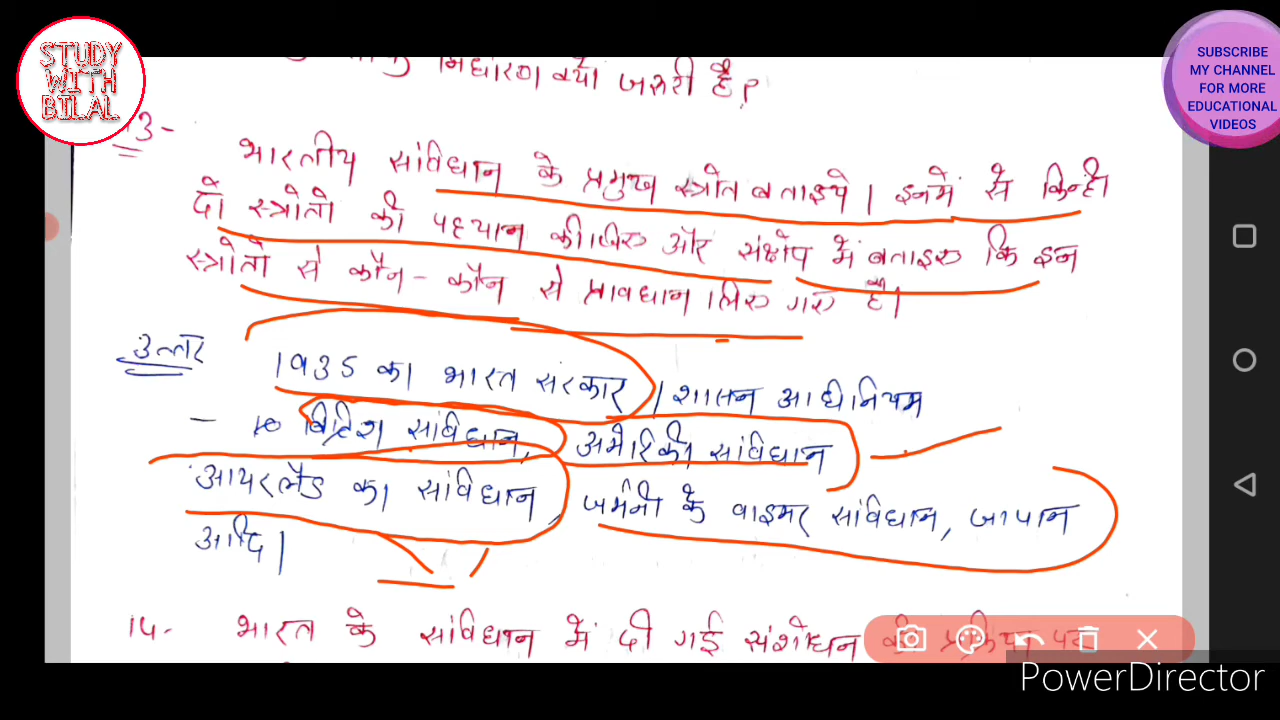 STUDY
WITH
BILAL
SUBSCRIBE
MY CHANNEL
FOR MORE
EDUCATIONAL
VIDEOS
निर्धारण क्यों जरुरी है?
13-
भारतीय संविधान के प्रमुख स्त्रोत बताइये। इनमें से किन्ही
दो स्त्रोतो की पहचान कीजिए और संक्षेप में बताइए कि इन
स्त्रोतो से कौन-कौन से प्रावधान लिए गए है।
उत्तर
1935 का भारत सरकार / शासन अधिनियम
- ब्रिटिश संविधान, अमेरिकी संविधान
आयरलैंड का संविधान, जर्मनी के वाइमर संविधान, जापान
आदि।
14- भारत के संविधान में दी गई संशोधन की प्रक्रिया पर
PowerDirector